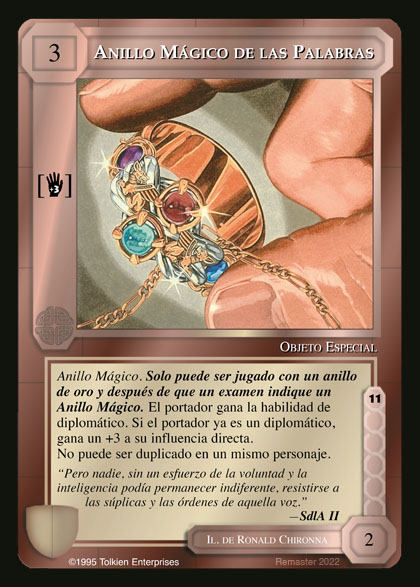 3
ANILLO MÁGICO DE LAS PALABRAS
[+3]
OBJETO ESPECIAL
Anillo Mágico. Solo puede ser jugado con un anillo
de oro y después de que un examen indique un
Anillo Mágico. El portador gana la habilidad de
diplomático. Si el portador ya es un diplomático,
gana un +3 a su influencia directa.
No puede ser duplicado en un mismo personaje.
11
“Pero nadie, sin un esfuerzo de la voluntad y la
inteligencia podía permanecer indiferente, resistirse a
las súplicas y las órdenes de aquella voz.”
—SdlA II
IL. DE RONALD CHIRONNA
2
©1995 Tolkien Enterprises
Remaster 2022